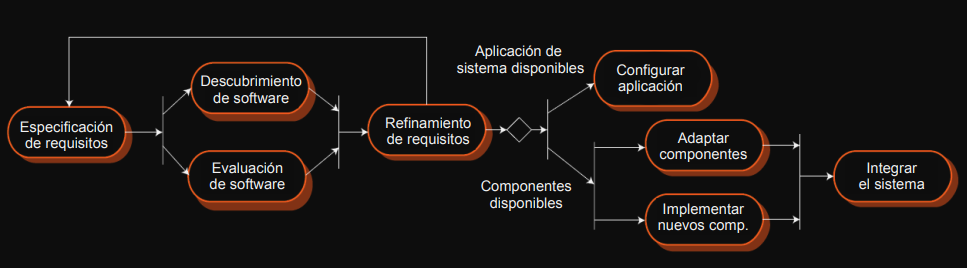 Especificación
de requisitos
Descubrimiento
de software
Evaluación
de software
Refinamiento
de requisitos
Aplicación de
sistema disponibles
Configurar
aplicación
Componentes
disponibles
Adaptar
componentes
Implementar
nuevos comp.
Integrar
el sistema